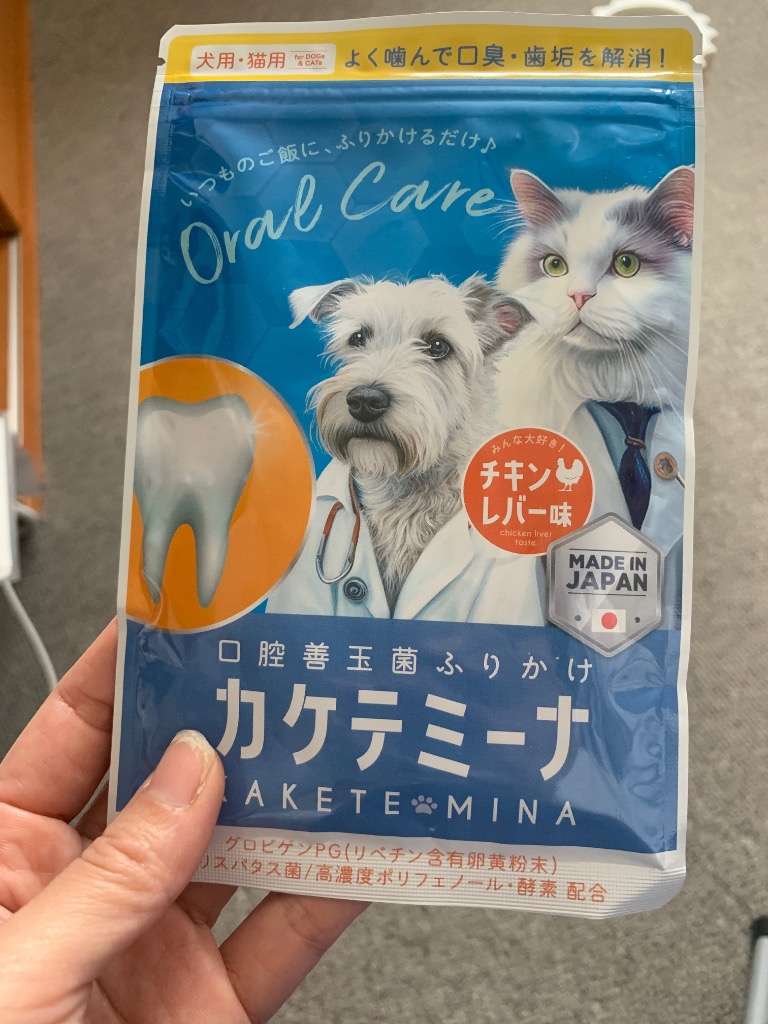 犬用・猫用 for DOGs & CATs
よく噛んで口臭・歯垢を解消！
いつものご飯に、ふりかけるだけ♪
Oral Care
みんな大好き！
チキン
レバー味
chicken liver
taste
MADE IN
JAPAN
口腔善玉菌ふりかけ
カケテミーナ
KAKETE MINA
グロビゲンPG(リベチン含有卵黄粉末)
リスパタス菌/高濃度ポリフェノール・酵素 配合